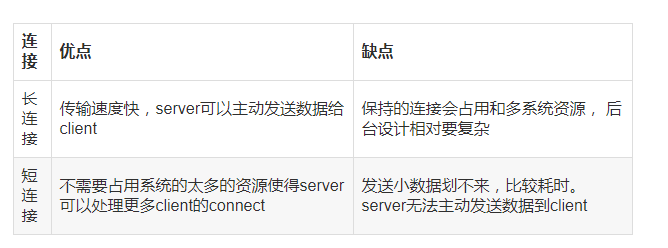 连接 优点 缺点
长连接 传输速度快，server可以主动发送数据给
client
保持的连接会占用和多系统资源， 后
台设计相对要复杂
短连接 不需要占用系统的太多的资源使得server
可以处理更多client的connect
发送小数据划不来，比较耗时。
server无法主动发送数据到client